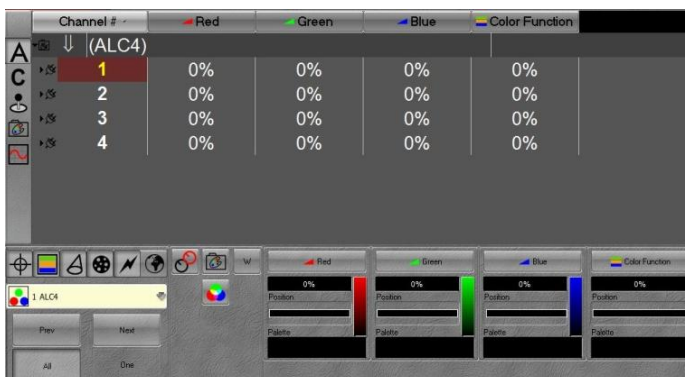 Channel # Red Green Blue Color Function
A (ALC4)
C 1 0% 0% 0% 0%
2 0% 0% 0% 0%
3 0% 0% 0% 0%
4 0% 0% 0% 0%
W Red Green Blue Color Function
0% 0% 0% 0%
1 ALC4 Position Position Position Position
Prev Next
Palette Palette Palette Palette
All One